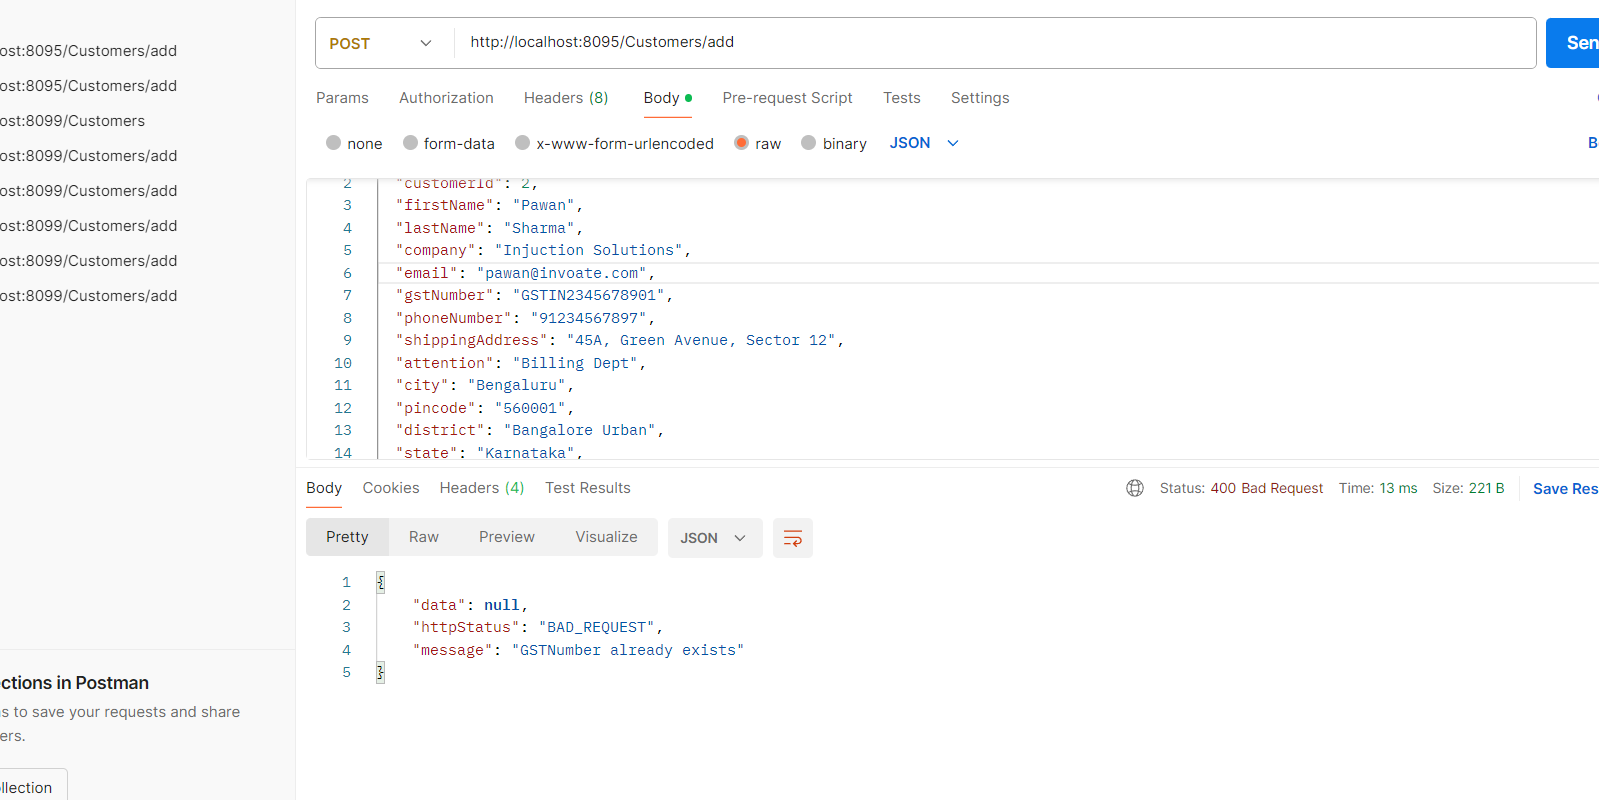 ost:8095/Customers/add
ost:8095/Customers/add
ost:8099/Customers
ost:8099/Customers/add
ost:8099/Customers/add
ost:8099/Customers/add
ost:8099/Customers/add
ost:8099/Customers/add
ctions in Postman
s to save your requests and share
ers.
llection
POST http://localhost:8095/Customers/add Sen
Params Authorization Headers (8) Body Pre-request Script Tests Settings
none form-data x-www-form-urlencoded raw binary JSON B
2 "customerId": 2,
3 "firstName": "Pawan",
4 "lastName": "Sharma",
5 "company": "Injuction Solutions",
6 "email": "pawan@invoate.com",
7 "gstNumber": "GSTIN2345678901",
8 "phoneNumber": "91234567897",
9 "shippingAddress": "45A, Green Avenue, Sector 12",
10 "attention": "Billing Dept",
11 "city": "Bengaluru",
12 "pincode": "560001",
13 "district": "Bangalore Urban",
14 "state": "Karnataka",
Body Cookies Headers (4) Test Results Status: 400 Bad Request Time: 13 ms Size: 221 B Save Res
Pretty Raw Preview Visualize JSON
1 {
2 "data": null,
3 "httpStatus": "BAD_REQUEST",
4 "message": "GSTNumber already exists"
5 }